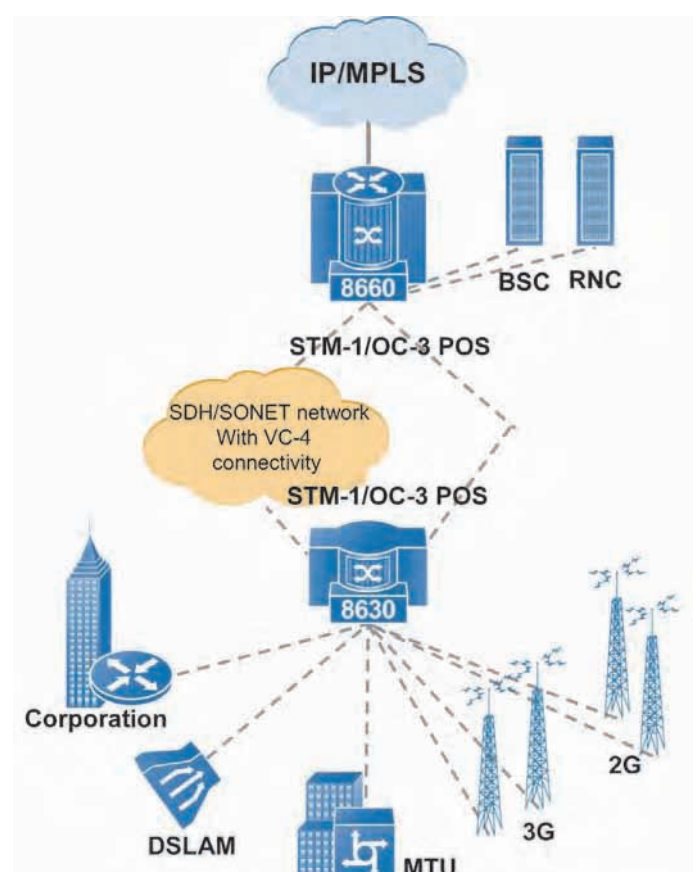 IP/MPLS
8660
BSC
RNC
STM-1/OC-3 POS
SDH/SONET network
With VC-4
connectivity
STM-1/OC-3 POS
8630
Corporation
2G
3G
DSLAM
MTU